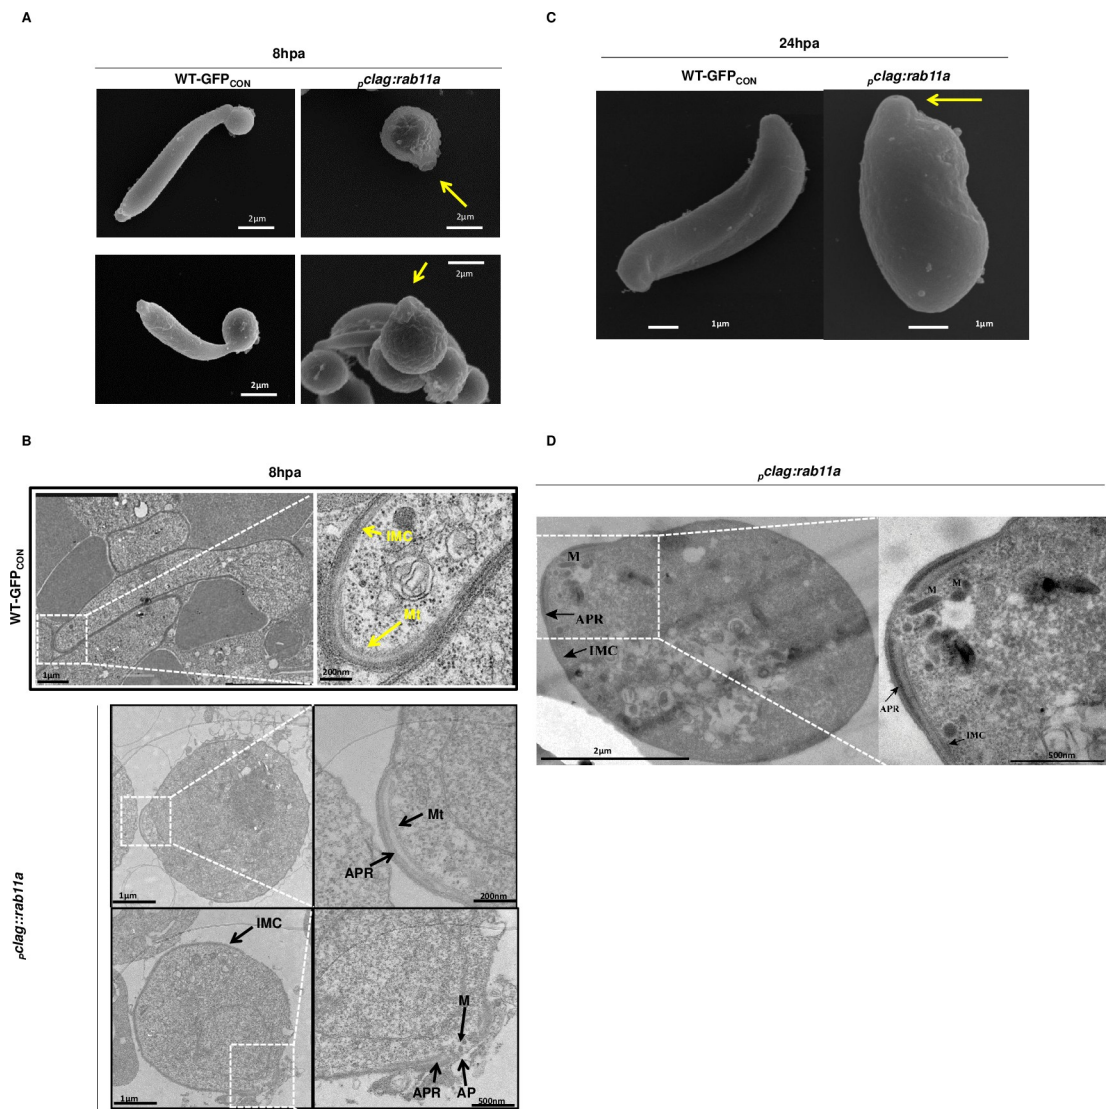 A
8hpa
WT-GFPCON
pclag:rab11a
2µm
2µm
2µm
2µm
C
24hpa
WT-GFPCON
pclag:rab11a
1µm
1µm
B
8hpa
WT-GFPCON
IMC
Mt
1µm
200nm
pclag::rab11a
Mt
APR
1µm
200nm
IMC
M
APR
AP
1µm
500nm
D
pclag:rab11a
M
APR
IMC
2µm
M
M
APR
IMC
500nm